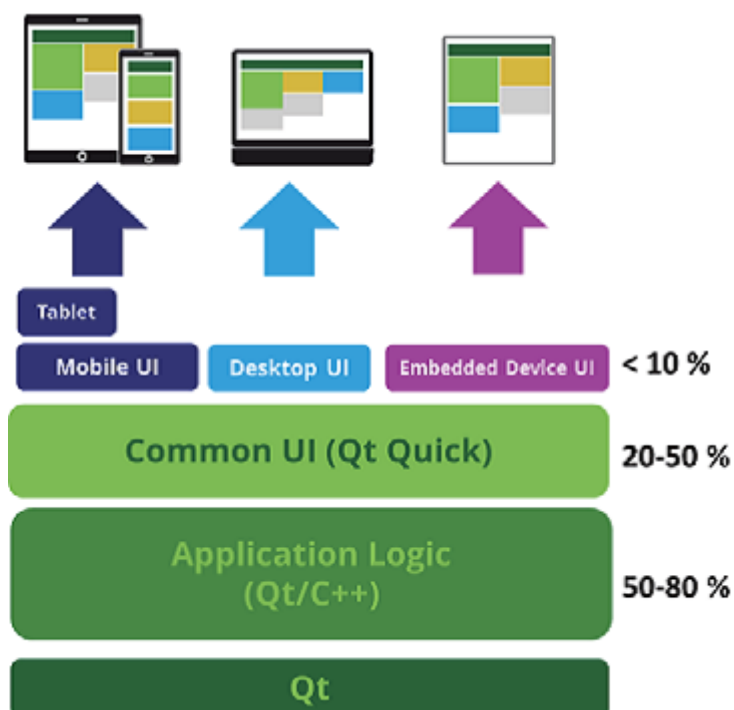 Tablet
Mobile UI
Desktop UI
Embedded Device UI
< 10 %
Common UI (Qt Quick)
20-50 %
Application Logic
(Qt/C++)
50-80 %
Qt